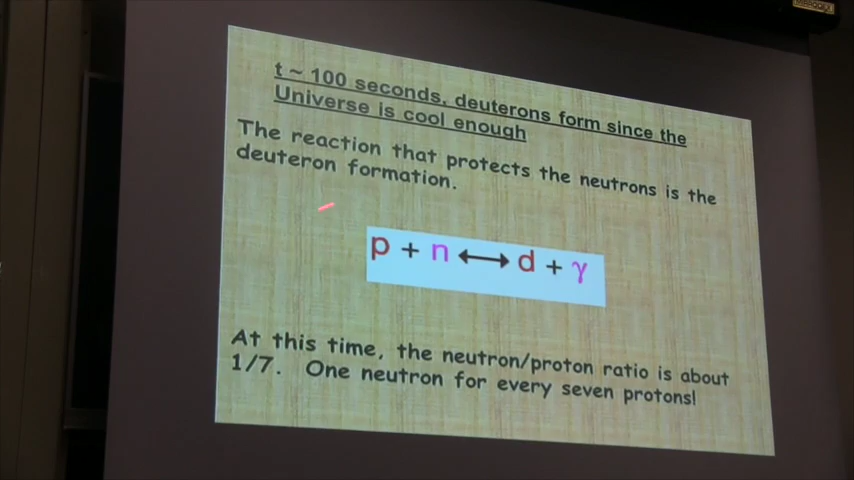 t ~ 100 seconds, deuterons form since the
Universe is cool enough
The reaction that protects the neutrons is the
deuteron formation.
p + n ⟷ d + γ
At this time, the neutron/proton ratio is about
1/7. One neutron for every seven protons!